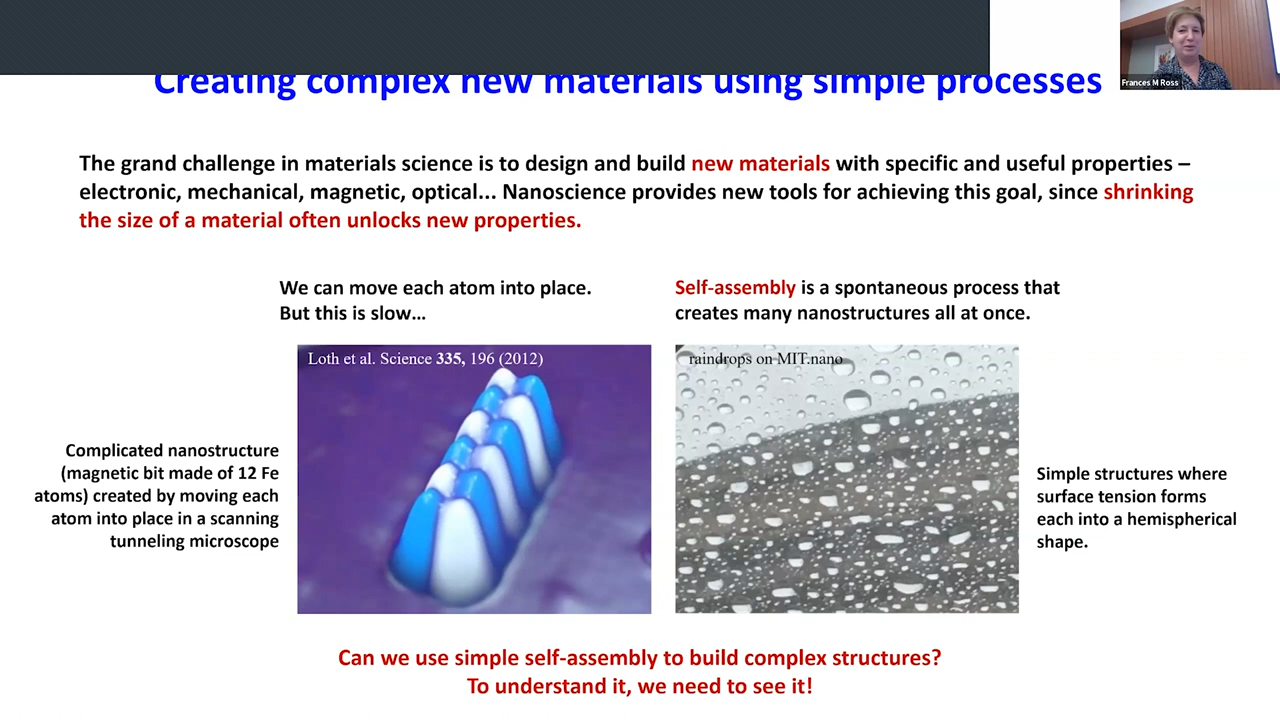 Creating complex new materials using simple processes
Frances M Ross
The grand challenge in materials science is to design and build new materials with specific and useful properties –
electronic, mechanical, magnetic, optical... Nanoscience provides new tools for achieving this goal, since shrinking
the size of a material often unlocks new properties.
We can move each atom into place.
But this is slow...
Self-assembly is a spontaneous process that
creates many nanostructures all at once.
Loth et al. Science 335, 196 (2012)
raindrops on MIT.nano
Complicated nanostructure
(magnetic bit made of 12 Fe
atoms) created by moving each
atom into place in a scanning
tunneling microscope
Simple structures where
surface tension forms
each into a hemispherical
shape.
Can we use simple self-assembly to build complex structures?
To understand it, we need to see it!